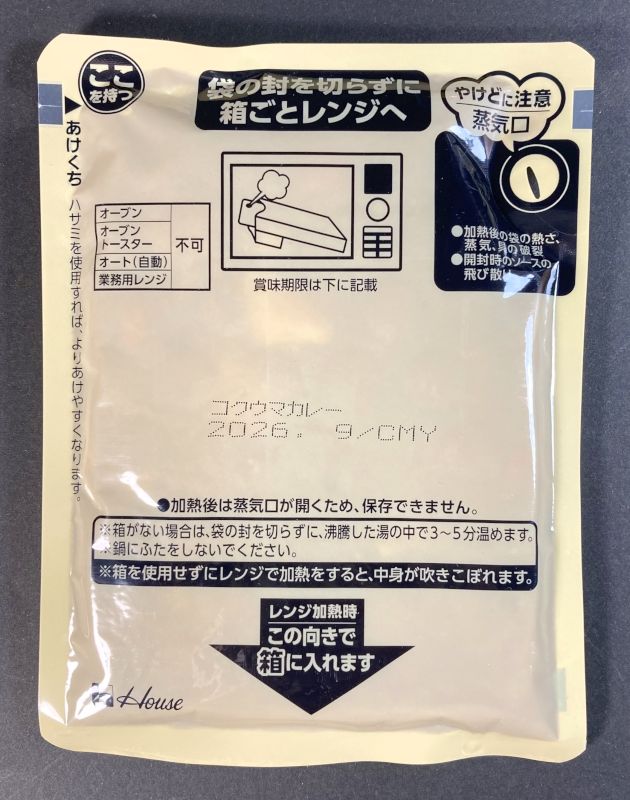 ここ
を持つ
袋の封を切らずに
箱ごとレンジへ
やけどに注意
蒸気口
▶あけくち ハサミを使用すれば、よりあけやすくなります。
オーブン
オーブン
トースター
オート(自動)
業務用レンジ
不可
賞味期限は下に記載
●加熱後の袋の熱さ、
蒸気、具の破裂
●開封時のソースの
飛び散り
コクウマカレー
2026. 9/CMY
●加熱後は蒸気口が開くため、保存できません。
※箱がない場合は、袋の封を切らずに、沸騰した湯の中で3〜5分温めます。
※鍋にふたをしないでください。
※箱を使用せずにレンジで加熱をすると、中身が吹きこぼれます。
レンジ加熱時
この向きで
箱に入れます
House